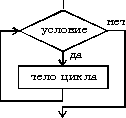 нет
условие
да
тело цикла